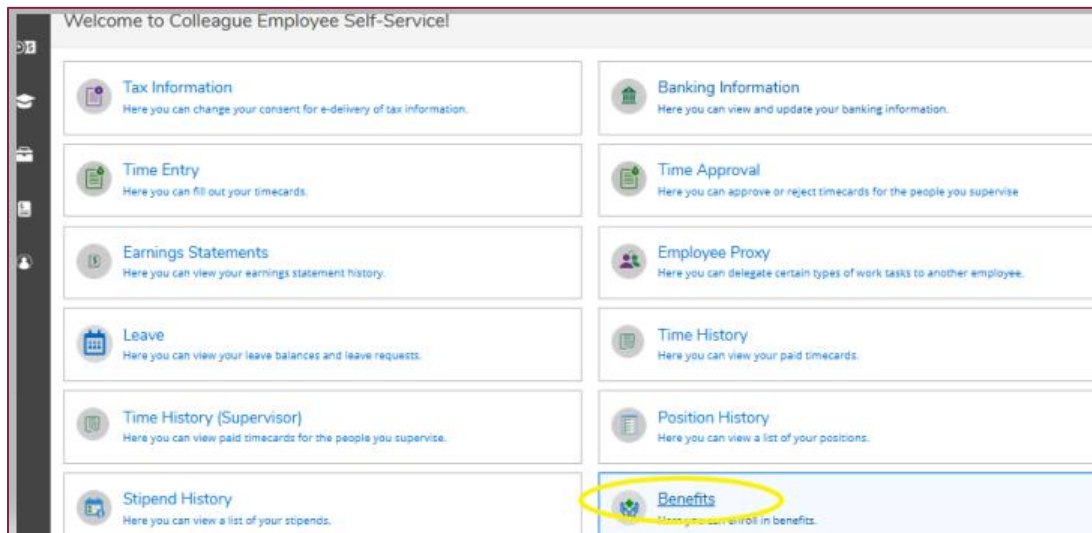 Welcome to Colleague Employee Self-Service!
Tax Information
Here you can change your consent for e-delivery of tax information.
Banking Information
Here you can view and update your banking information.
Time Entry
Here you can fill out your timecards.
Time Approval
Here you can approve or reject timecards for the people you supervise
Earnings Statements
Here you can view your earnings statement history.
Employee Proxy
Here you can delegate certain types of work tasks to another employee.
Leave
Here you can view your leave balances and leave requests.
Time History
Here you can view your paid timecards.
Time History (Supervisor)
Here you can view paid timecards for the people you supervise.
Position History
Here you can view a list of your positions.
Stipend History
Here you can view a list of your stipends.
Benefits
Here you can enroll in benefits.